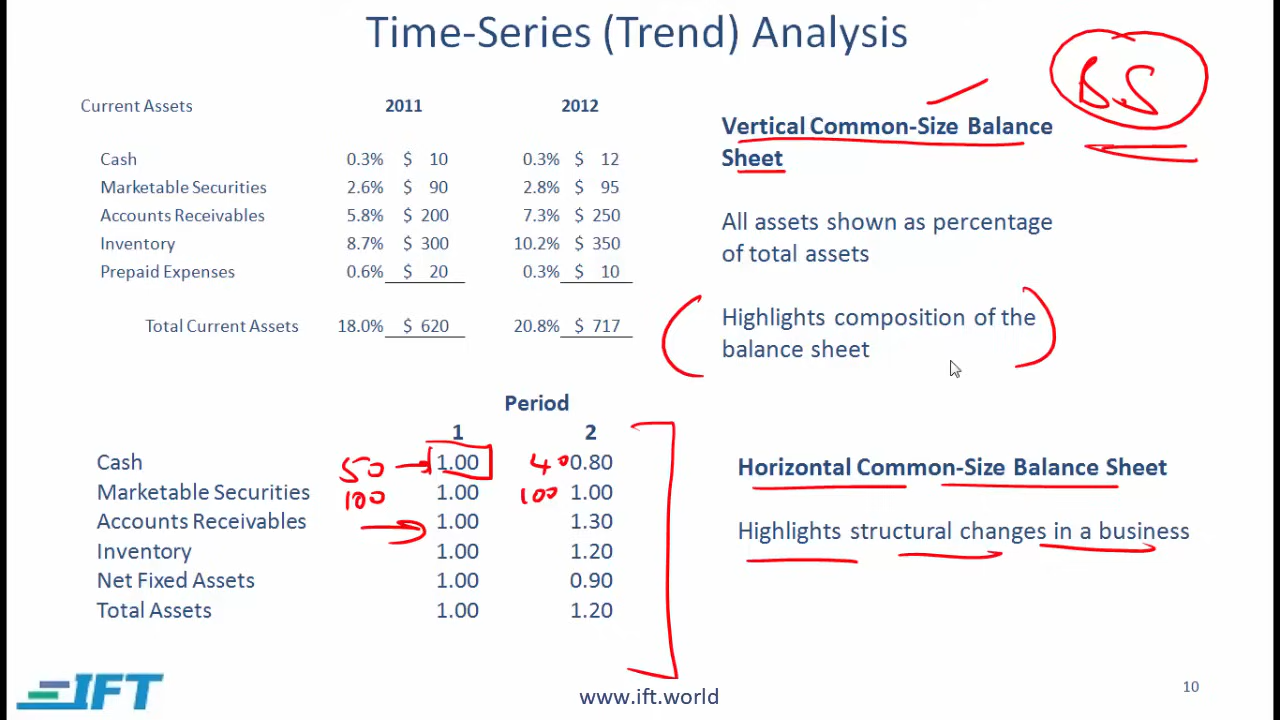 Time-Series (Trend) Analysis
B.S
Current Assets 2011 2012
Cash 0.3% $ 10 0.3% $ 12
Marketable Securities 2.6% $ 90 2.8% $ 95
Accounts Receivables 5.8% $ 200 7.3% $ 250
Inventory 8.7% $ 300 10.2% $ 350
Prepaid Expenses 0.6% $ 20 0.3% $ 10
Total Current Assets 18.0% $ 620 20.8% $ 717
Vertical Common-Size Balance
Sheet
All assets shown as percentage
of total assets
Highlights composition of the
balance sheet
Period
1 2
Cash 50 1.00 40 0.80
Marketable Securities 100 1.00 100 1.00
Accounts Receivables 1.00 1.30
Inventory 1.00 1.20
Net Fixed Assets 1.00 0.90
Total Assets 1.00 1.20
Horizontal Common-Size Balance Sheet
Highlights structural changes in a business
IFT
www.ift.world
10